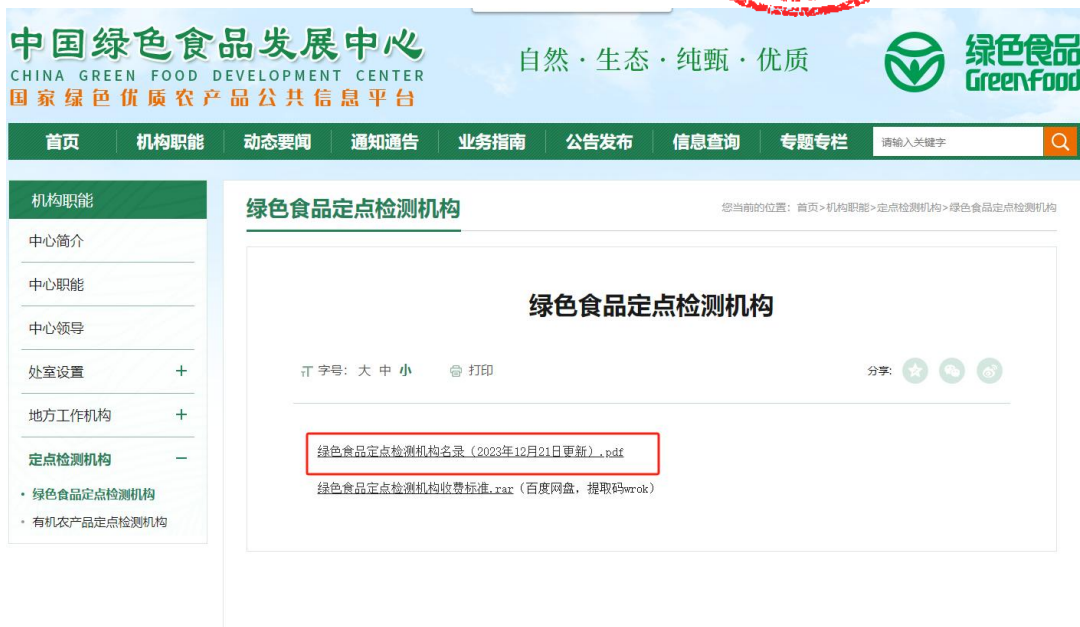 中国绿色食品发展中心
CHINA GREEN FOOD DEVELOPMENT CENTER
国家绿色优质农产品公共信息平台
自然·生态·纯甄·优质
绿色食品
GreenFood
首页 机构职能 动态要闻 通知通告 业务指南 公告发布 信息查询 专题专栏 请输入关键字
机构职能
中心简介
中心职能
中心领导
处室设置 +
地方工作机构 +
定点检测机构 −
· 绿色食品定点检测机构
· 有机农产品定点检测机构
绿色食品定点检测机构
您当前的位置：首页>机构职能>定点检测机构>绿色食品定点检测机构
绿色食品定点检测机构
字号：大 中 小 打印 分享:
绿色食品定点检测机构名录（2023年12月21日更新）.pdf
绿色食品定点检测机构收费标准.rar（百度网盘，提取码wrok）